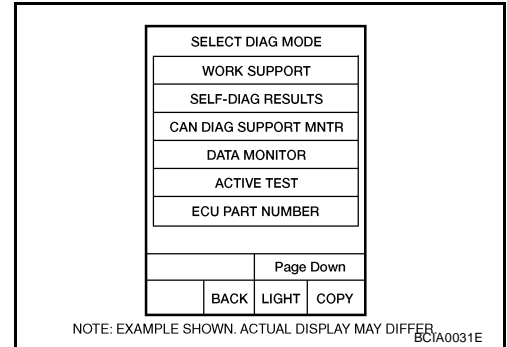 SELECT DIAG MODE
WORK SUPPORT
SELF-DIAG RESULTS
CAN DIAG SUPPORT MNTR
DATA MONITOR
ACTIVE TEST
ECU PART NUMBER
Page Down
BACK LIGHT COPY
NOTE: EXAMPLE SHOWN. ACTUAL DISPLAY MAY DIFFER.
BCIA0031E